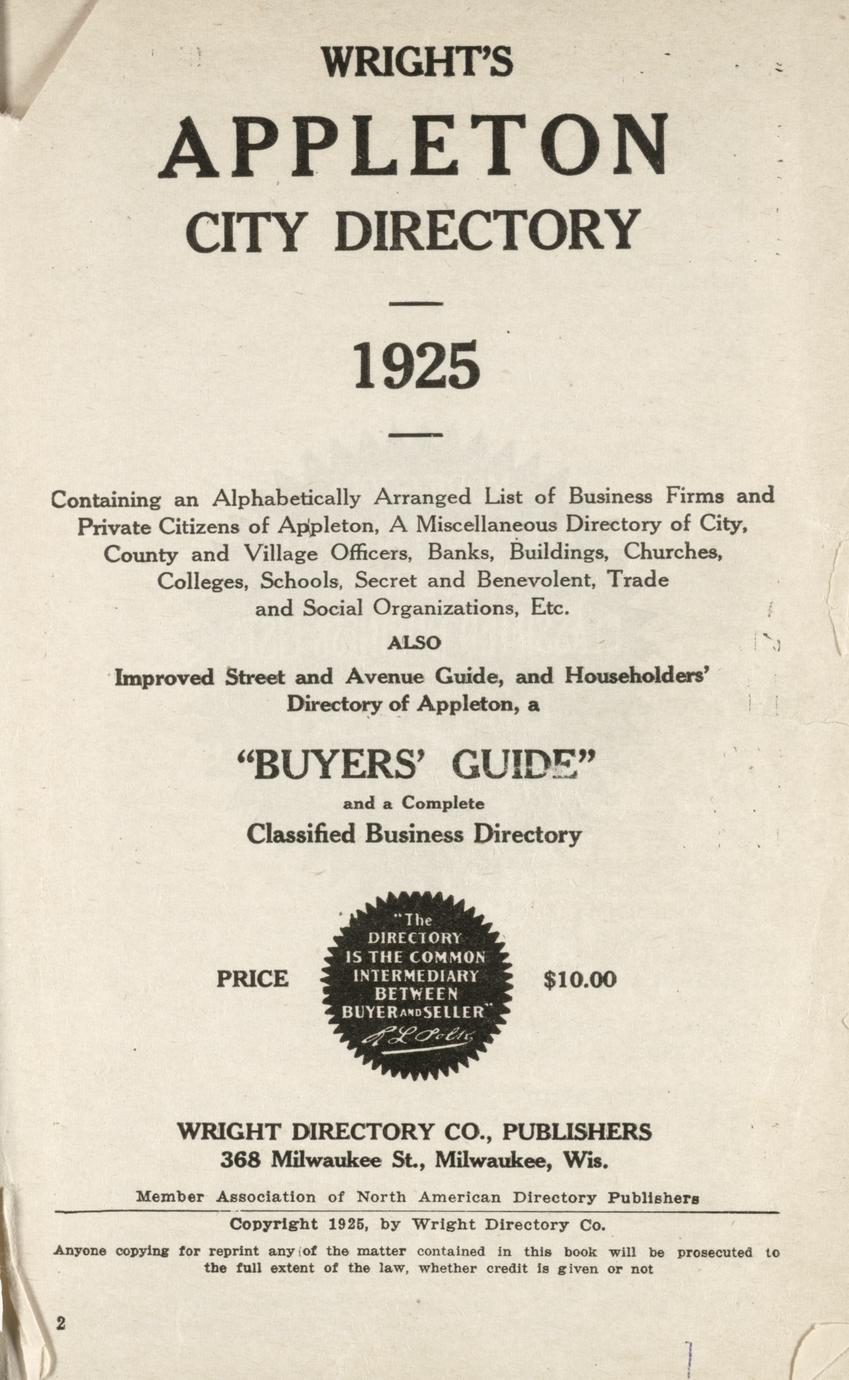 WRIGHT'S
APPLETON
CITY DIRECTORY
1925
Containing an Alphabetically Arranged List of Business Firms and
Private Citizens of Appleton, A Miscellaneous Directory of City,
County and Village Officers, Banks, Buildings, Churches,
Colleges, Schools, Secret and Benevolent, Trade
and Social Organizations, Etc.
ALSO
Improved Street and Avenue Guide, and Householders'
Directory of Appleton, a
"BUYERS' GUIDE"
and a Complete
Classified Business Directory
"The
DIRECTORY
IS THE COMMON
INTERMEDIARY
BETWEEN
BUYER AND SELLER"
R L Polk
PRICE $10.00
WRIGHT DIRECTORY CO., PUBLISHERS
368 Milwaukee St., Milwaukee, Wis.
Member Association of North American Directory Publishers
Copyright 1925, by Wright Directory Co.
Anyone copying for reprint any of the matter contained in this book will be prosecuted to
the full extent of the law, whether credit is given or not
2